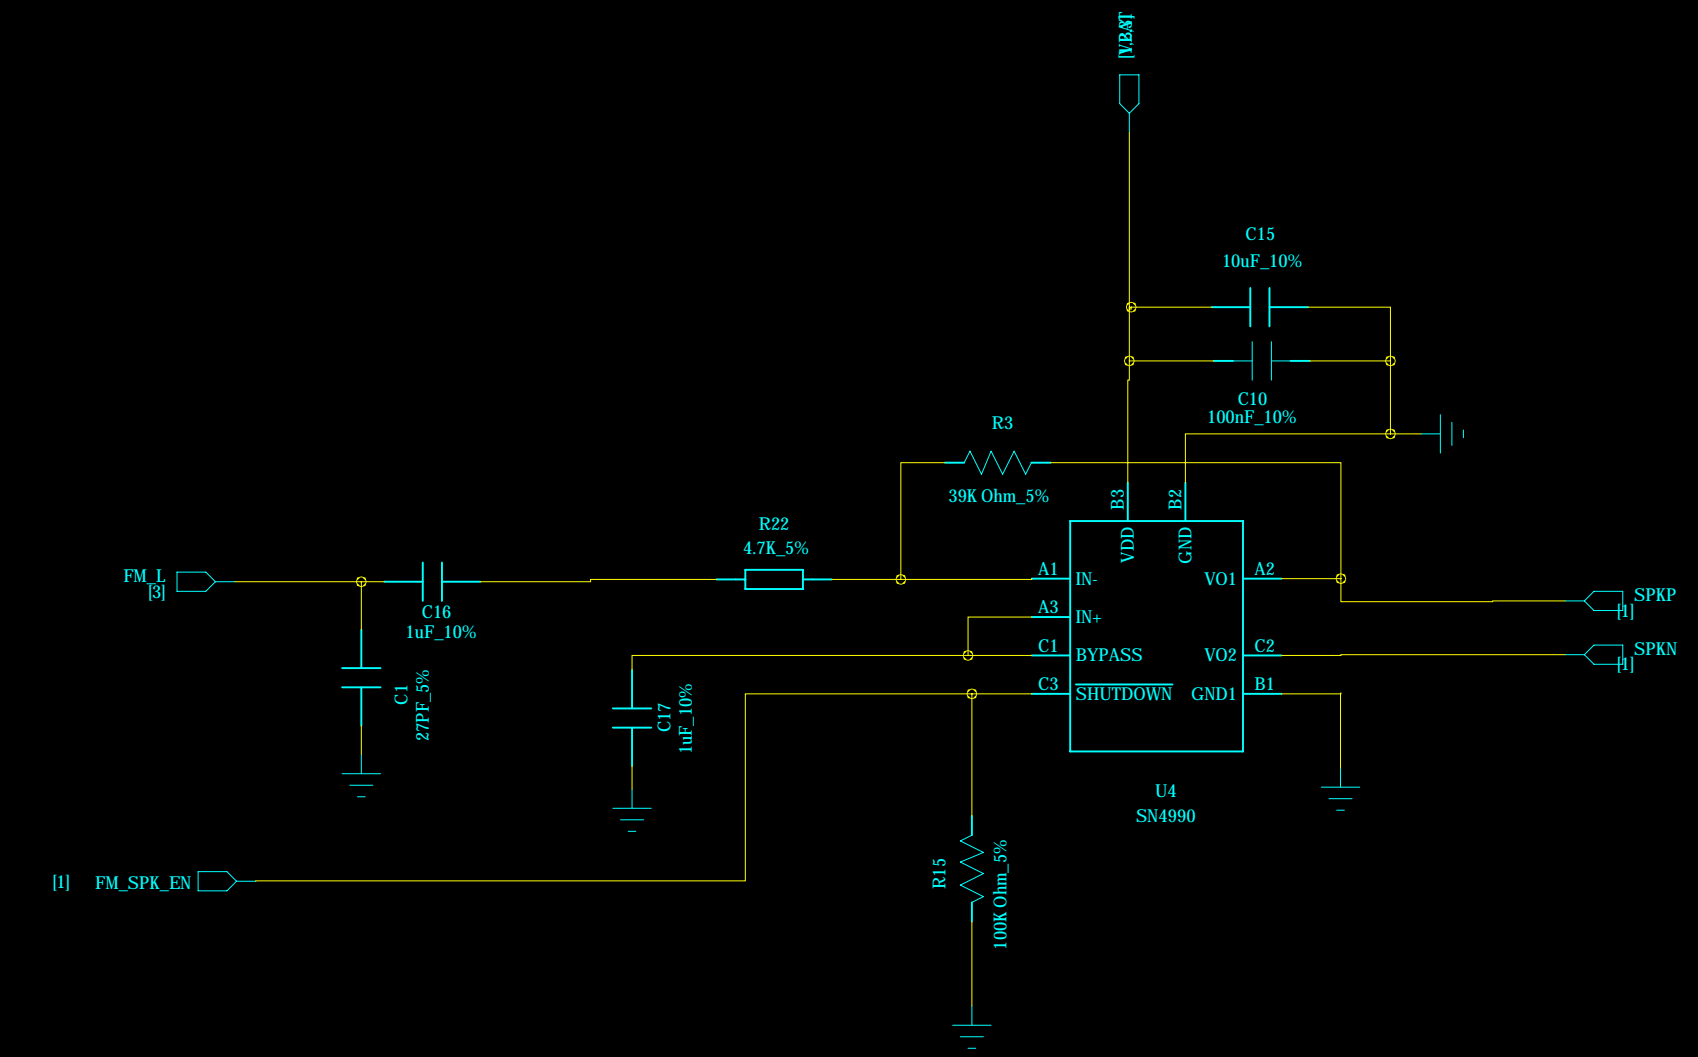 C15
10uF_10%
C10
100nF_10%
R3
39K Ohm_5%
B3
B2
R22
4.7K_5%
VDD
GND
FM_L
[3]
A1
IN-
VO1
A2
C16
1uF_10%
A3
IN+
SPKP
[1]
C1
BYPASS
VO2
C2
SPKN
[1]
C1
27PF_5%
C17
1uF_10%
C3
SHUTDOWN
GND1
B1
U4
SN4990
[1] FM_SPK_EN
R15
100K Ohm_5%